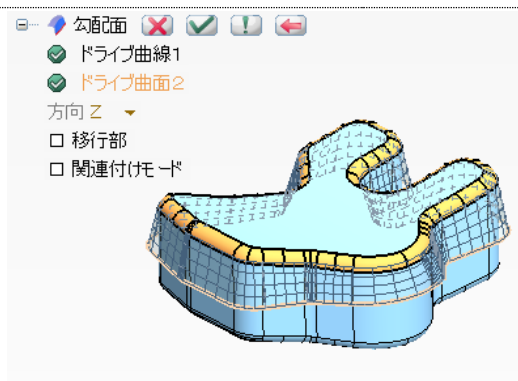 勾配面
ドライブ曲線1
ドライブ曲面2
方向 Z
移行部
関連付けモード